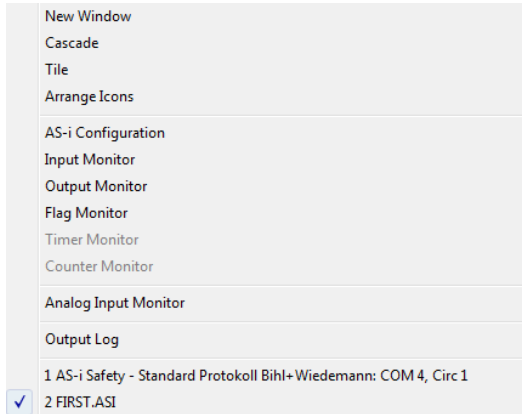 New Window
Cascade
Tile
Arrange Icons
AS-i Configuration
Input Monitor
Output Monitor
Flag Monitor
Timer Monitor
Counter Monitor
Analog Input Monitor
Output Log
1 AS-i Safety - Standard Protokoll Bihl+Wiedemann: COM 4, Circ 1
2 FIRST.ASI